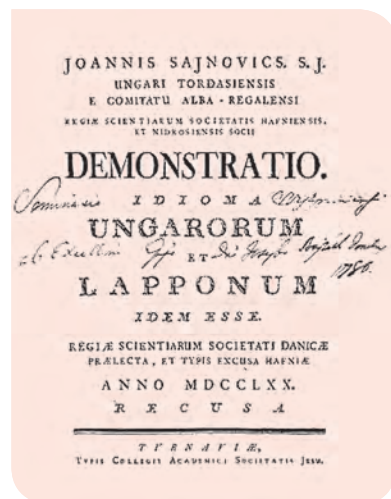 JOANNIS SAJNOVICS. S. J.
UNGARI TORDASIENSIS
E COMITATU ALBA - REGALENSI
REGIÆ SCIENTIARUM SOCIETATIS HAFNIENSIS,
ET NIDROSIENSIS SOCII
DEMONSTRATIO.
IDIOMA
UNGARORUM
ET
LAPPONUM
IDEM ESSE.
1786.
REGIÆ SCIENTIARUM SOCIETATI DANICÆ
PRÆLECTA, ET TYPIS EXCUSA HAFNIÆ
ANNO MDCCLXX.
RECUSA
TYRNAVIÆ,
TYPIS COLLEGII ACADEMICI SOCIETATIS JESU.